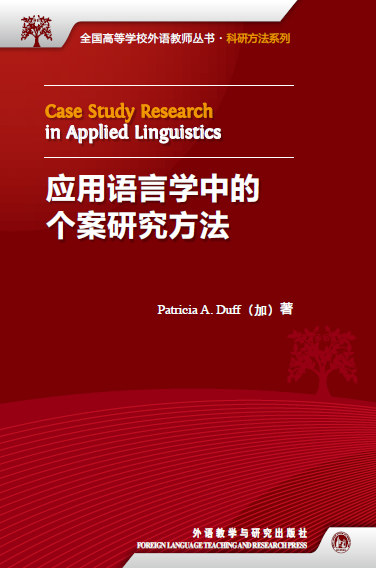 全国高等学校外语教师丛书·科研方法系列
Case Study Research
in Applied Linguistics
应用语言学中的
个案研究方法
Patricia A. Duff（加）著
外语教学与研究出版社
FOREIGN LANGUAGE TEACHING AND RESEARCH PRESS